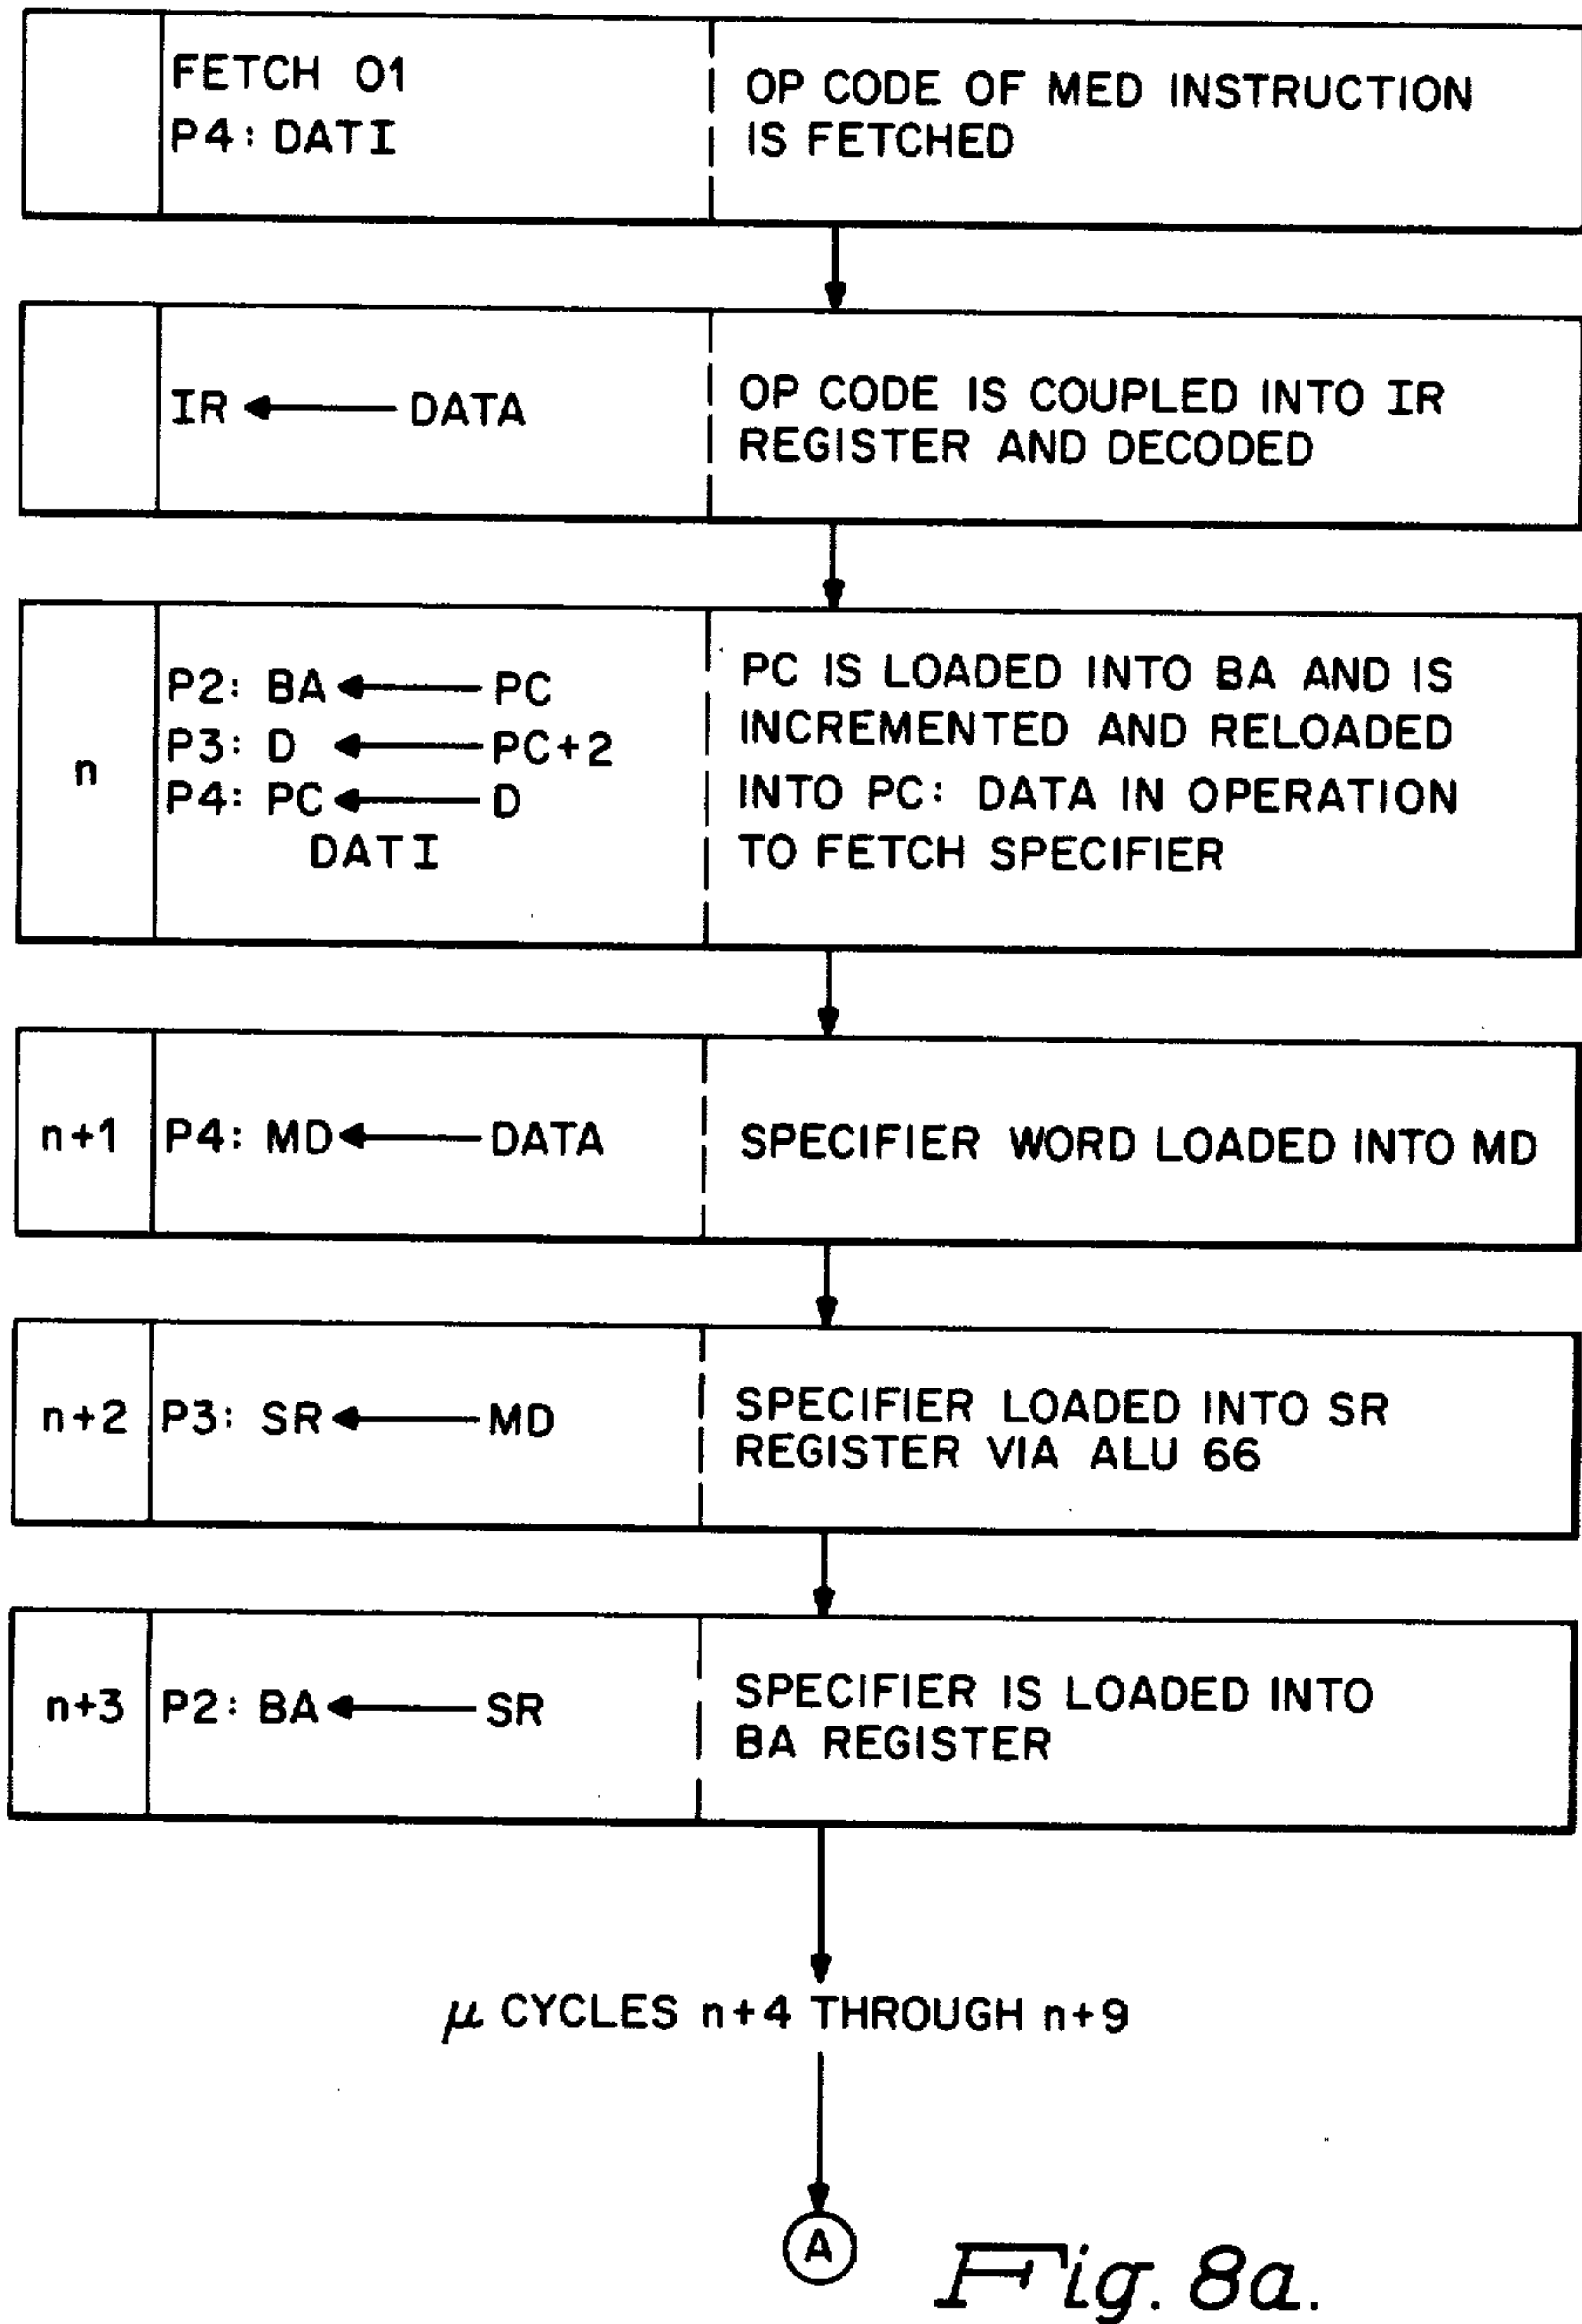 FETCH 01
P4: DATI
OP CODE OF MED INSTRUCTION
IS FETCHED
IR ← DATA
OP CODE IS COUPLED INTO IR
REGISTER AND DECODED
n
P2: BA ← PC
P3: D ← PC+2
P4: PC ← D
DATI
PC IS LOADED INTO BA AND IS
INCREMENTED AND RELOADED
INTO PC: DATA IN OPERATION
TO FETCH SPECIFIER
n+1
P4: MD ← DATA
SPECIFIER WORD LOADED INTO MD
n+2
P3: SR ← MD
SPECIFIER LOADED INTO SR
REGISTER VIA ALU 66
n+3
P2: BA ← SR
SPECIFIER IS LOADED INTO
BA REGISTER
μ CYCLES n+4 THROUGH n+9
A
Fig. 8a.